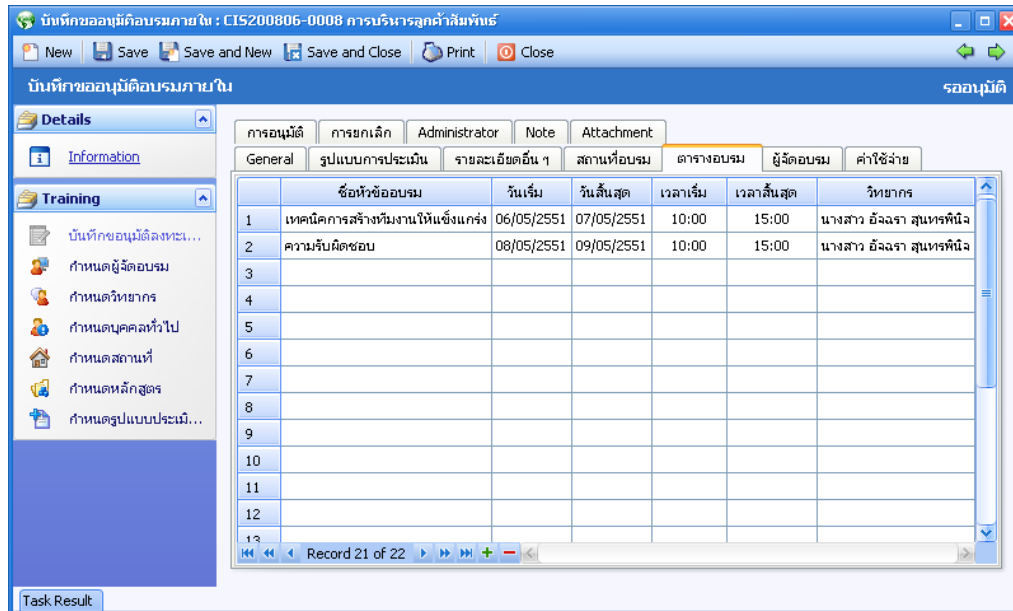 บันทึกขออนุมัติอบรมภายใน : CIS200806-0008 การบริหารลูกค้าสัมพันธ์
New Save Save and New Save and Close Print Close
บันทึกขออนุมัติอบรมภายใน รออนุมัติ
Details
Information
Training
บันทึกขอนุมัติลงทะเ...
กำหนดผู้จัดอบรม
กำหนดวิทยากร
กำหนดบุคคลทั่วไป
กำหนดสถานที่
กำหนดหลักสูตร
กำหนดรูปแบบประเมิ...
การอนุมัติ การยกเลิก Administrator Note Attachment
General รูปแบบการประเมิน รายละเอียดอื่น ๆ สถานที่อบรม ตารางอบรม ผู้จัดอบรม ค่าใช้จ่าย
ชื่อหัวข้ออบรม วันเริ่ม วันสิ้นสุด เวลาเริ่ม เวลาสิ้นสุด วิทยากร
1 เทคนิคการสร้างทีมงานให้แข็งแกร่ง 06/05/2551 07/05/2551 10:00 15:00 นางสาว อัจฉรา สุนทรพินิจ
2 ความรับผิดชอบ 08/05/2551 09/05/2551 10:00 15:00 นางสาว อัจฉรา สุนทรพินิจ
3
4
5
6
7
8
9
10
11
12
13
Record 21 of 22
Task Result